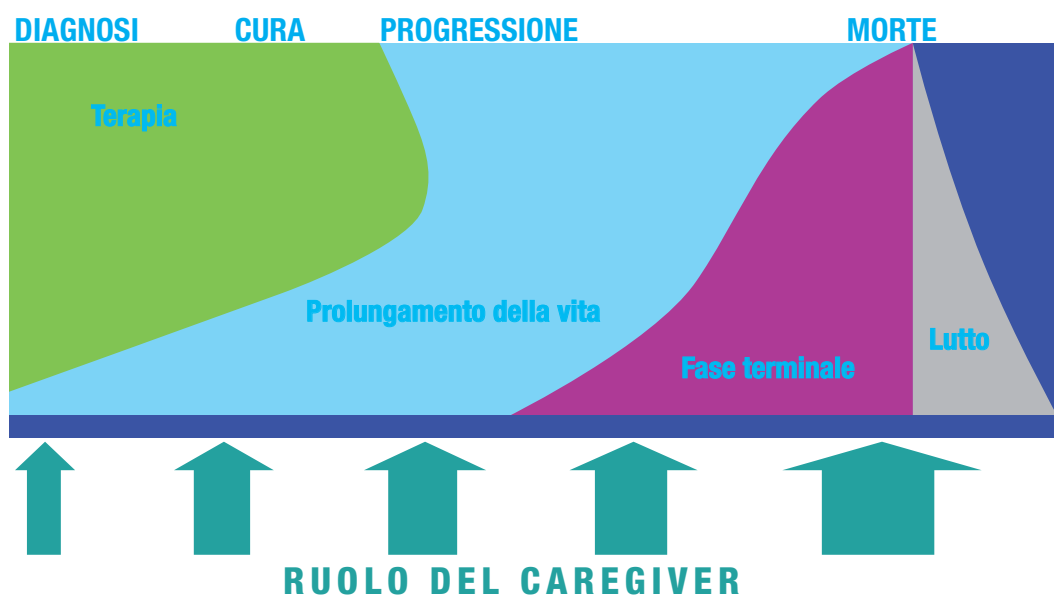 DIAGNOSI CURA PROGRESSIONE MORTE
Terapia
Prolungamento della vita
Lutto
Fase terminale
RUOLO DEL CAREGIVER